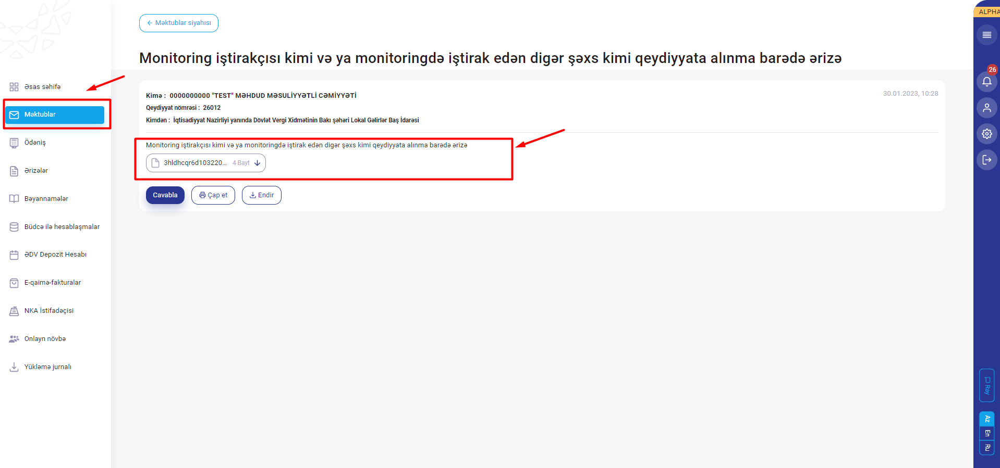 ALPHA
← Məktublar siyahısı
Monitoring iştirakçısı kimi və ya monitoringdə iştirak edən digər şəxs kimi qeydiyyata alınma barədə ərizə
Əsas səhifə
Məktublar
Ödəniş
Ərizələr
Bəyannamələr
Büdcə ilə hesablaşmalar
ƏDV Depozit Hesabı
E-qaimə-fakturalar
NKA İstifadəçisi
Onlayn növbə
Yükləmə jurnalı
Kimə : 0000000000 "TEST" MƏHDUD MƏSULİYYƏTLİ CƏMİYYƏTİ
30.01.2023, 10:28
Qeydiyyat nömrəsi : 26012
Kimdən : İqtisadiyyat Nazirliyi yanında Dövlət Vergi Xidmətinin Bakı şəhəri Lokal Gəlirlər Baş İdarəsi
Monitoring iştirakçısı kimi və ya monitoringdə iştirak edən digər şəxs kimi qeydiyyata alınma barədə ərizə
3hldhcqr6d103220... 4 Bayt
Cavabla
Çap et
Endir
26
Rəy
Az
En
Ru